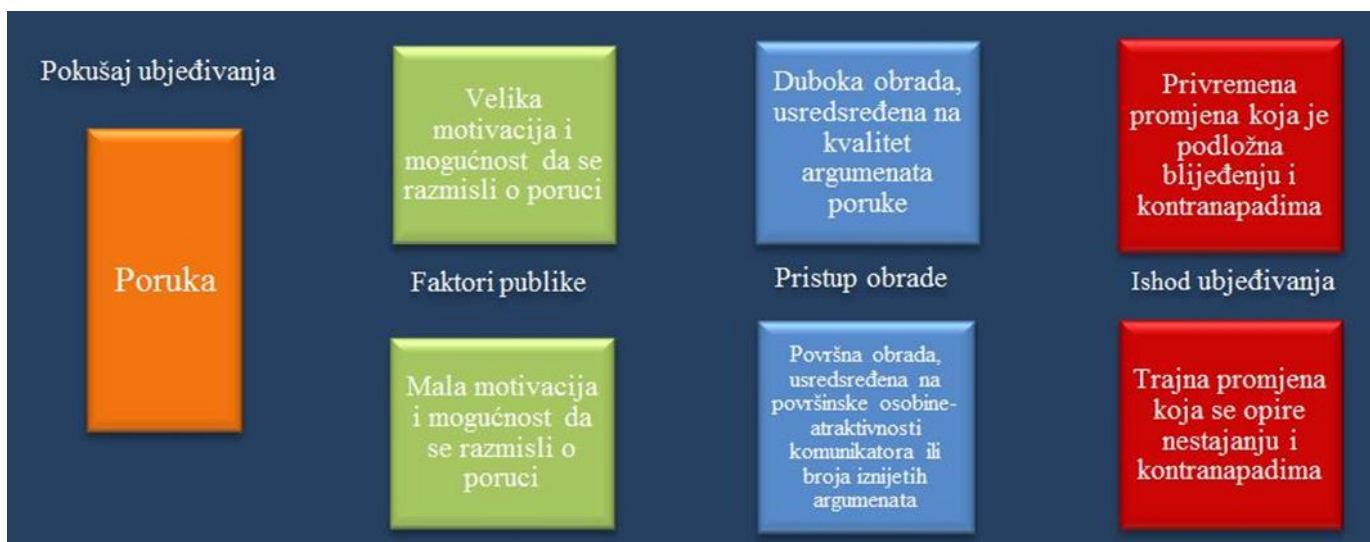 Pokušaj ubjeđivanja
Poruka
Velika
motivacija i
mogućnost da se
razmisli o poruci
Faktori publike
Mala motivacija
i mogućnost da
se razmisli o
poruci
Duboka obrada,
usredsređena na
kvalitet
argumenata
poruke
Pristup obrade
Površna obrada,
usredsređena na
površinske osobine-
atraktivnosti
komunikatora ili
broja iznijetih
argumenata
Privremena
promjena koja je
podložna
blijeđenju i
kontranapadima
Ishod ubjeđivanja
Trajna promjena
koja se opire
nestajanju i
kontranapadima